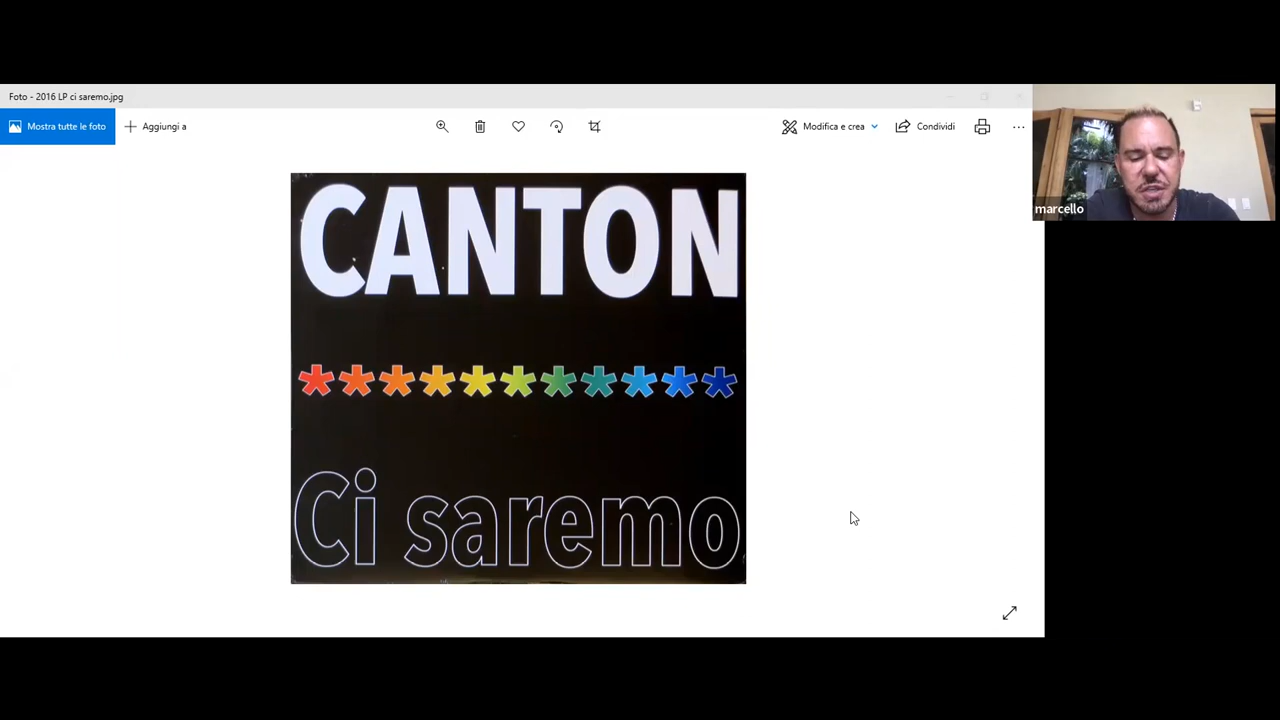 Foto - 2016 LP ci saremo.jpg
Mostra tutte le foto
Aggiungi a
Modifica e crea
Condividi
marcello
CANTON
***********
Ci saremo